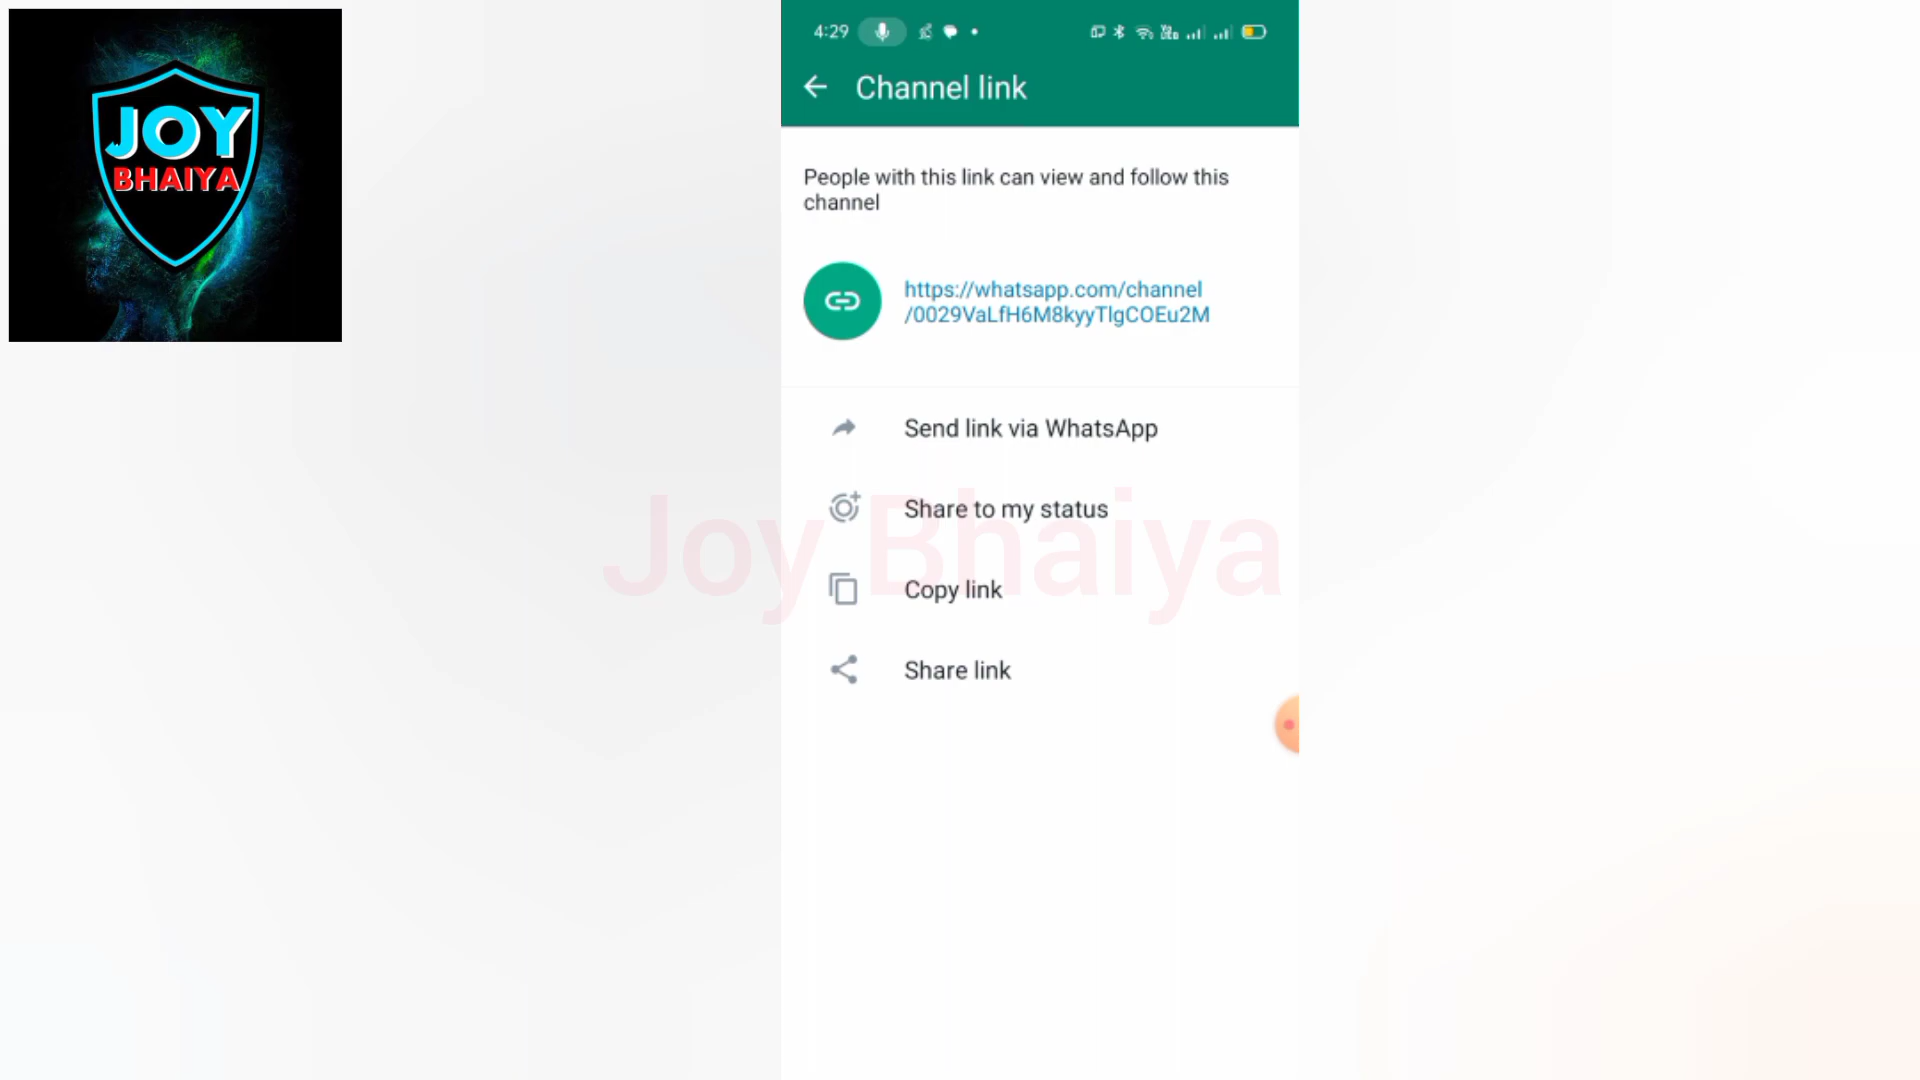 JOY
BHAIYA
4:29
Channel link
People with this link can view and follow this
channel
https://whatsapp.com/channel
/0029VaLfH6M8kyyTlgCOEu2M
Send link via WhatsApp
Share to my status
Joy Bhaiya
Copy link
Share link